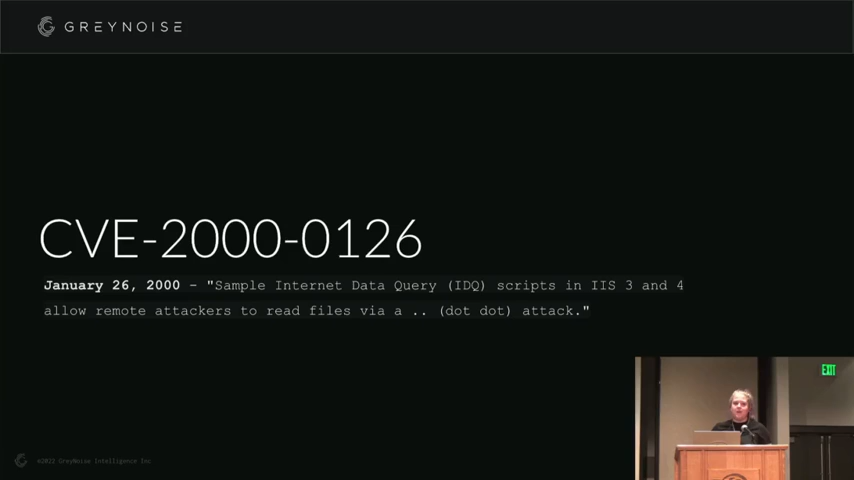 GREYNOISE
CVE-2000-0126
January 26, 2000 - "Sample Internet Data Query (IDQ) scripts in IIS 3 and 4
allow remote attackers to read files via a .. (dot dot) attack."
EXIT
©2023 GreyNoise Intelligence Inc